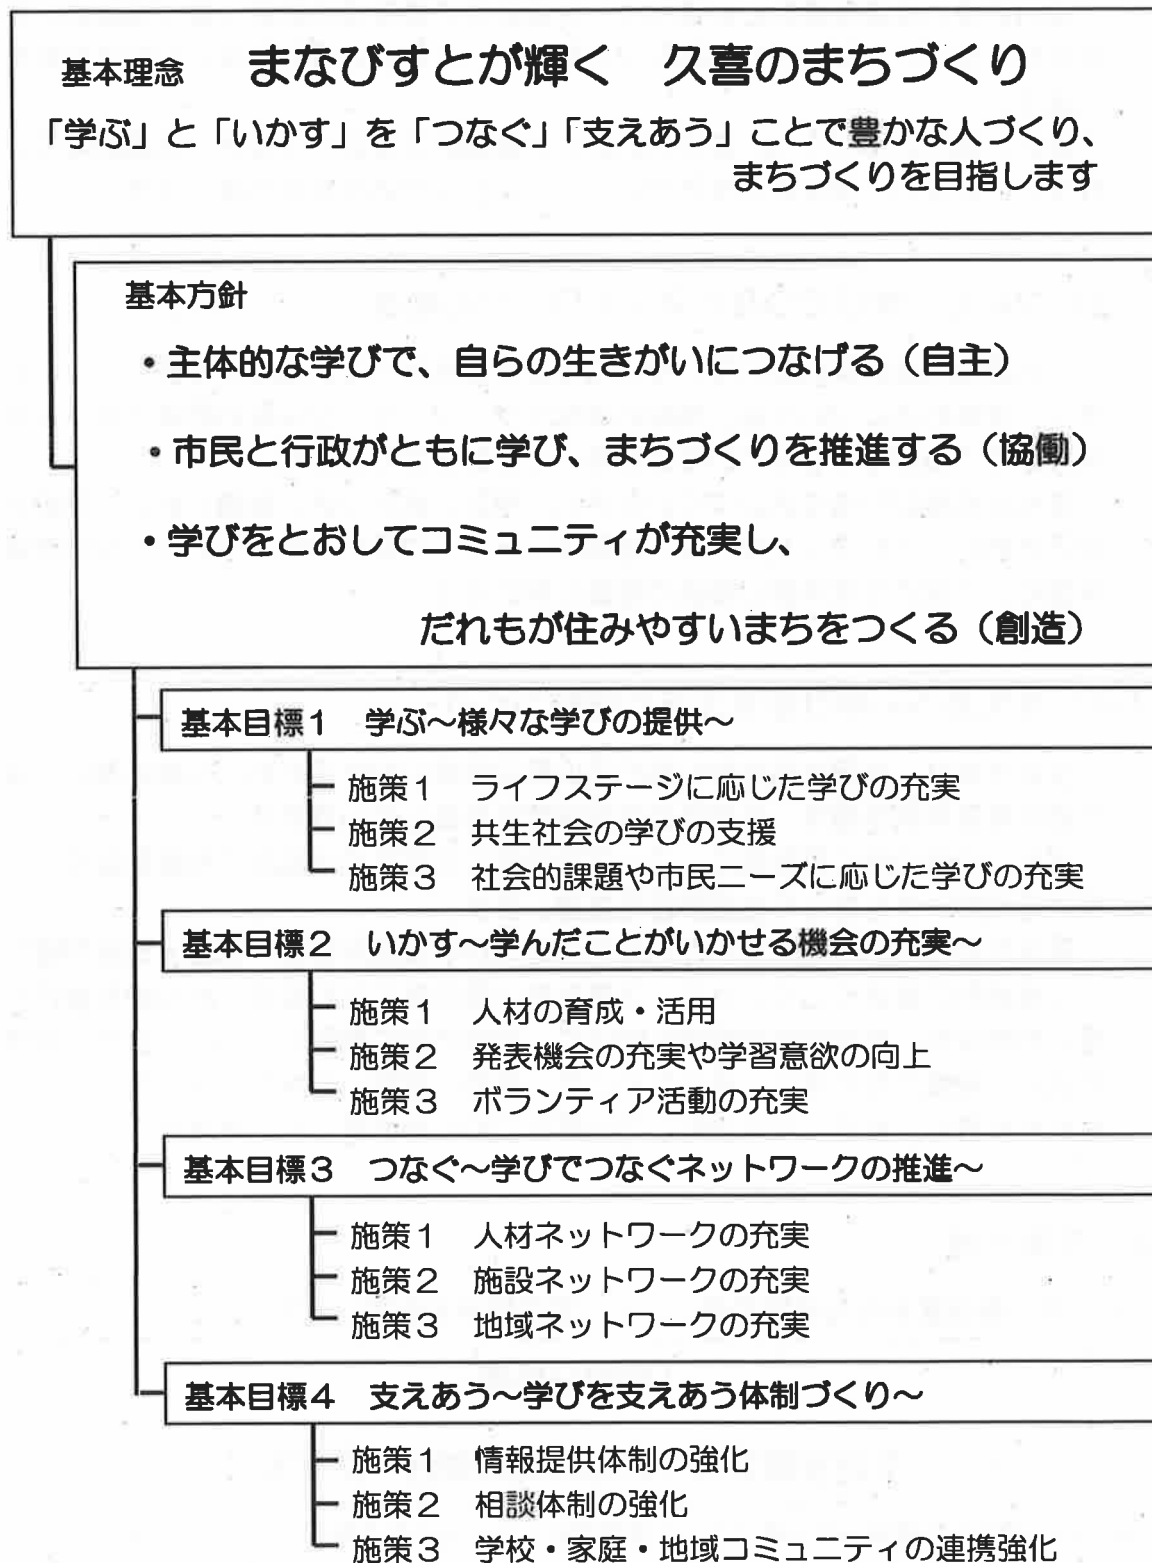 基本理念　まなびすとが輝く　久喜のまちづくり
「学ぶ」と「いかす」を「つなぐ」「支えあう」ことで豊かな人づくり、
まちづくりを目指します
基本方針
・主体的な学びで、自らの生きがいにつなげる（自主）
・市民と行政がともに学び、まちづくりを推進する（協働）
・学びをとおしてコミュニティが充実し、
だれもが住みやすいまちをつくる（創造）
基本目標１　学ぶ～様々な学びの提供～
施策１　ライフステージに応じた学びの充実
施策２　共生社会の学びの支援
施策３　社会的課題や市民ニーズに応じた学びの充実
基本目標２　いかす～学んだことがいかせる機会の充実～
施策１　人材の育成・活用
施策２　発表機会の充実や学習意欲の向上
施策３　ボランティア活動の充実
基本目標３　つなぐ～学びでつなぐネットワークの推進～
施策１　人材ネットワークの充実
施策２　施設ネットワークの充実
施策３　地域ネットワークの充実
基本目標４　支えあう～学びを支えあう体制づくり～
施策１　情報提供体制の強化
施策２　相談体制の強化
施策３　学校・家庭・地域コミュニティの連携強化